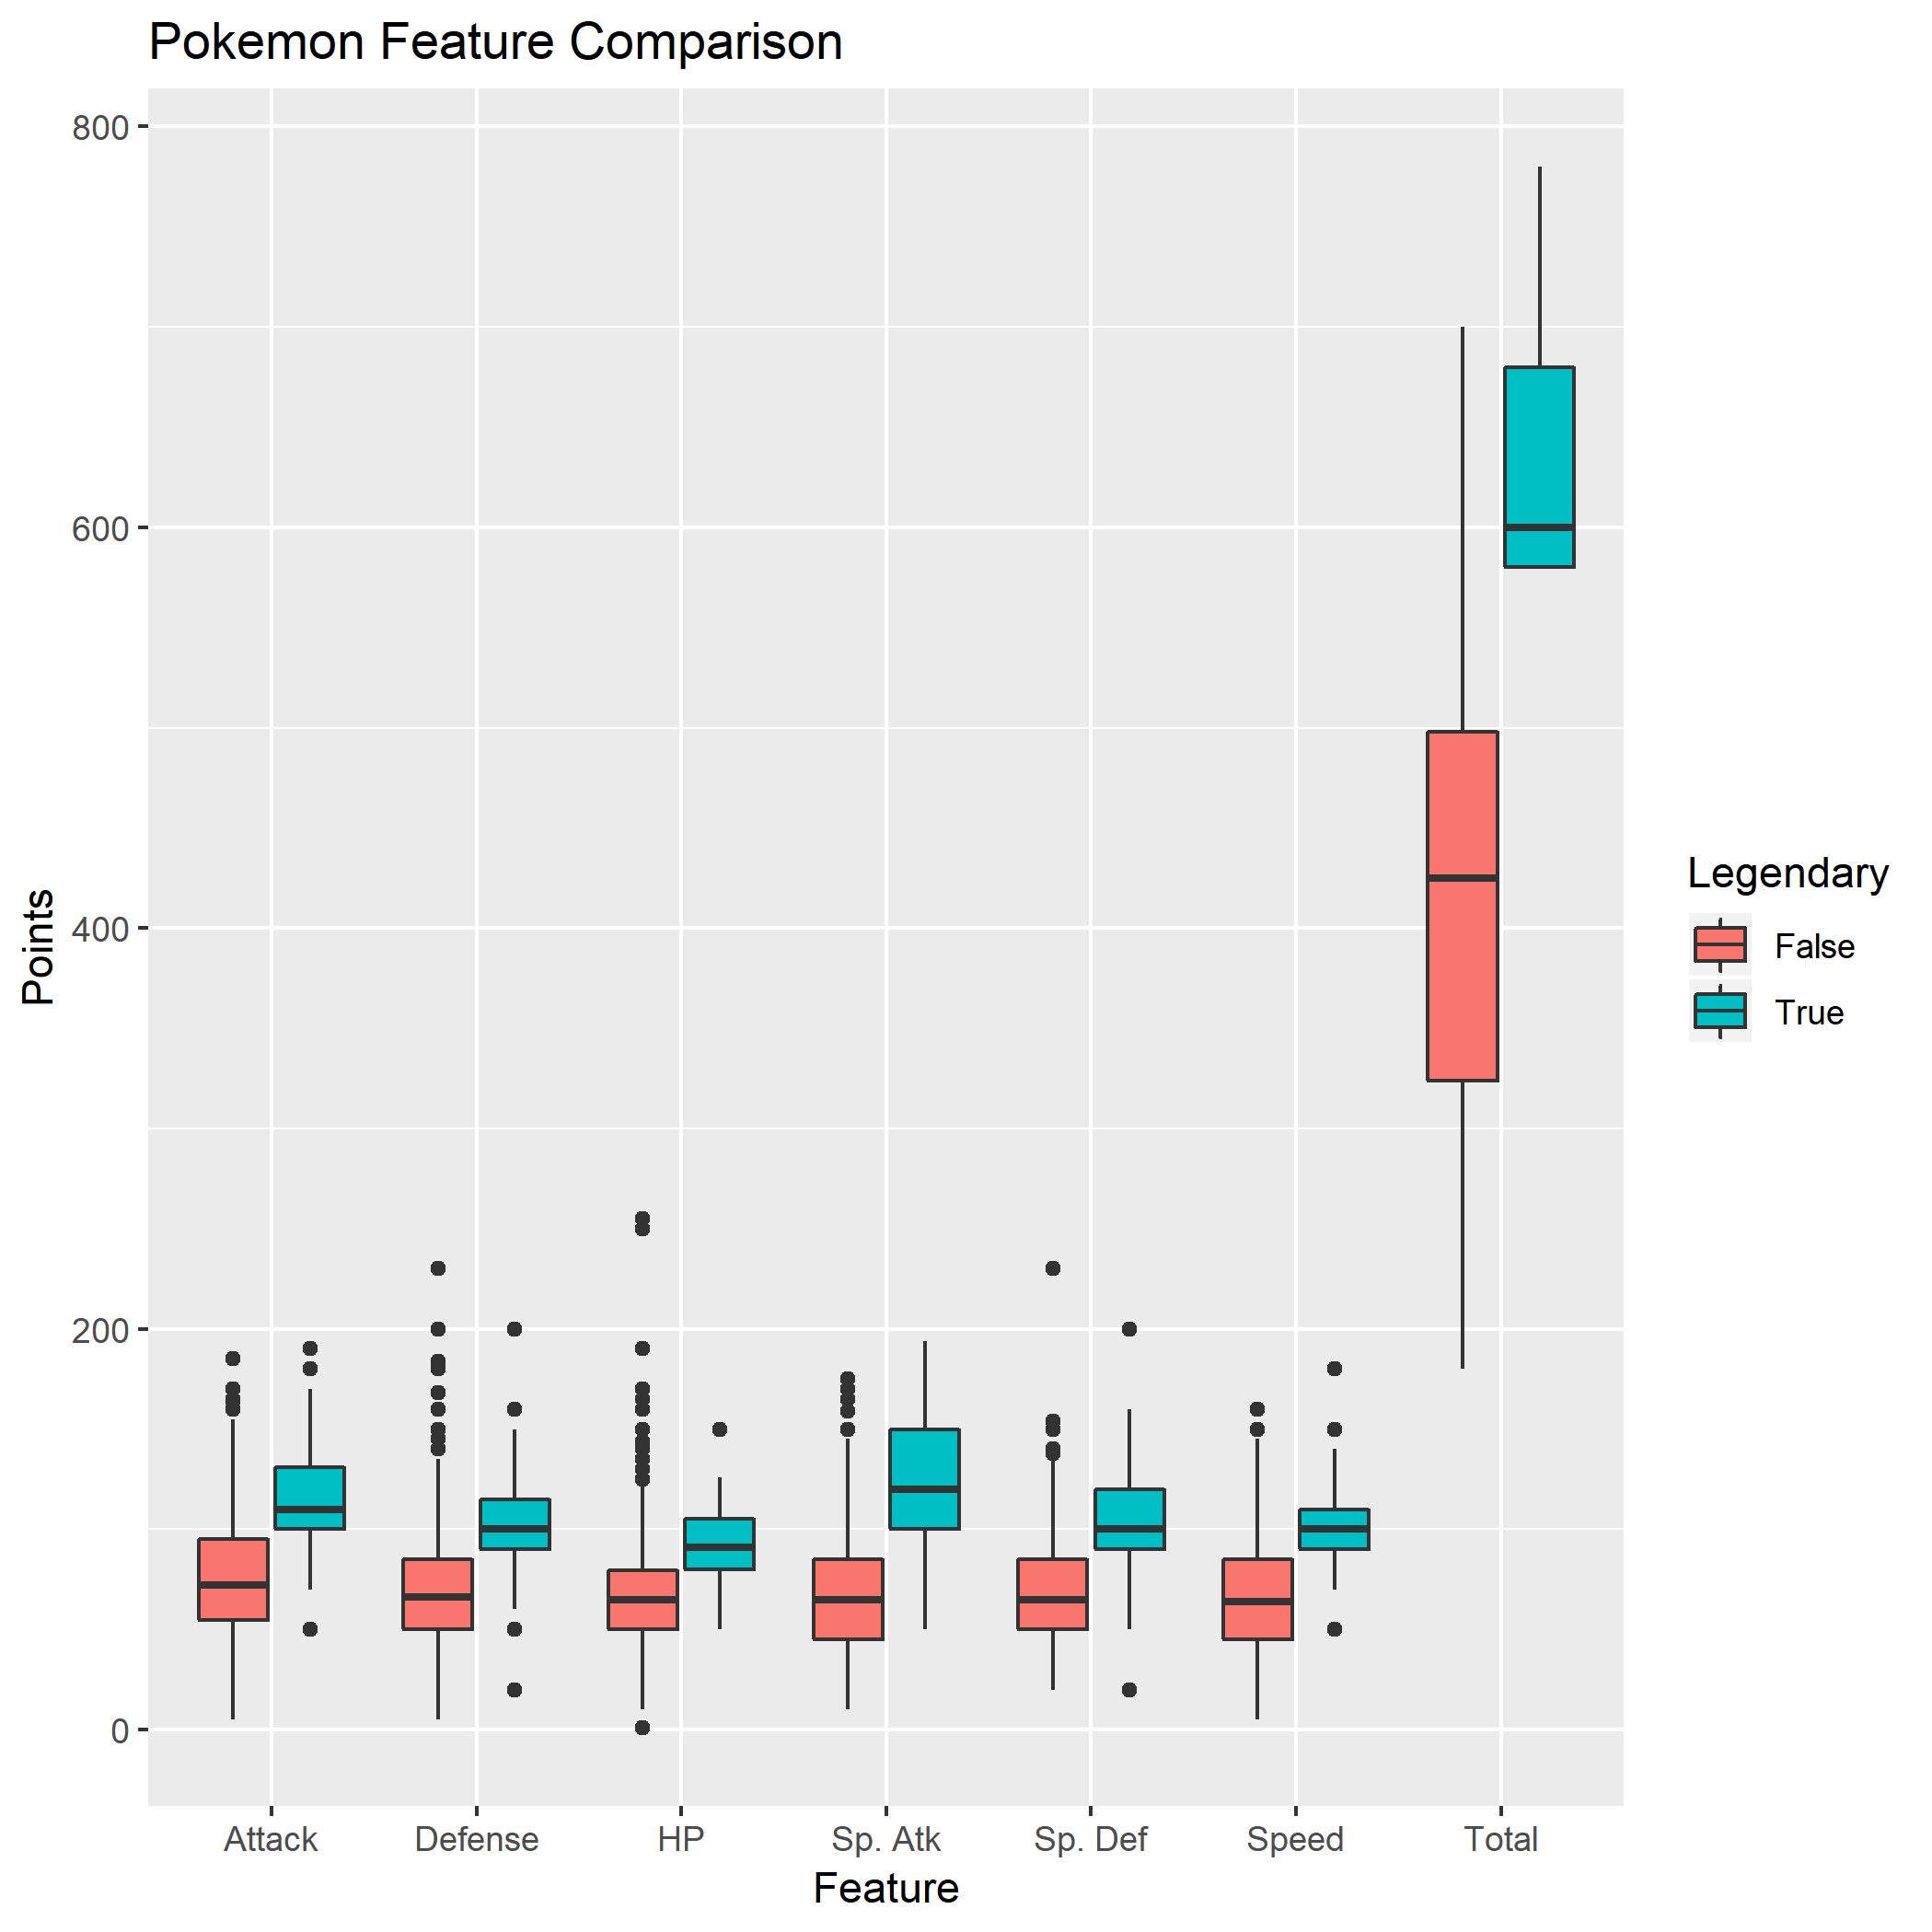 Pokemon Feature Comparison
800
600
400
200
0
Points
Attack Defense HP Sp. Atk Sp. Def Speed Total
Feature
Legendary
False
True